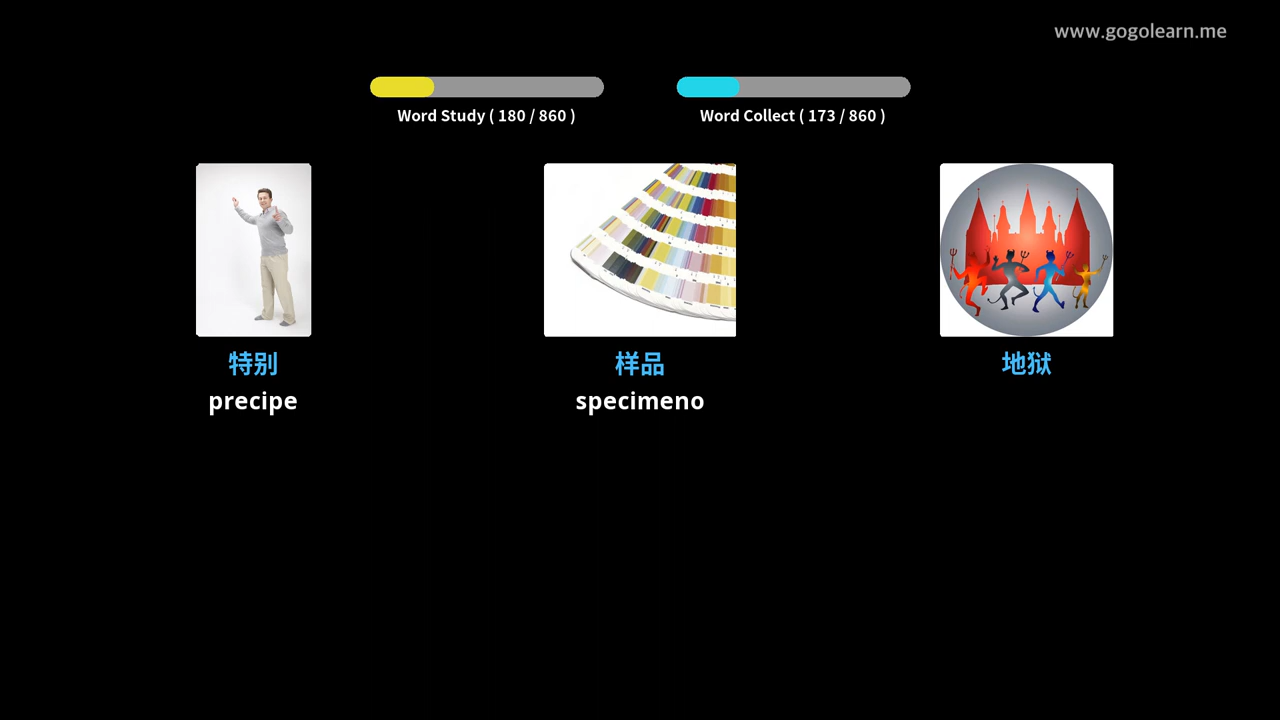 www.gogolearn.me
Word Study ( 180 / 860 )
Word Collect ( 173 / 860 )
特别
样品
地狱
precipe
specimeno